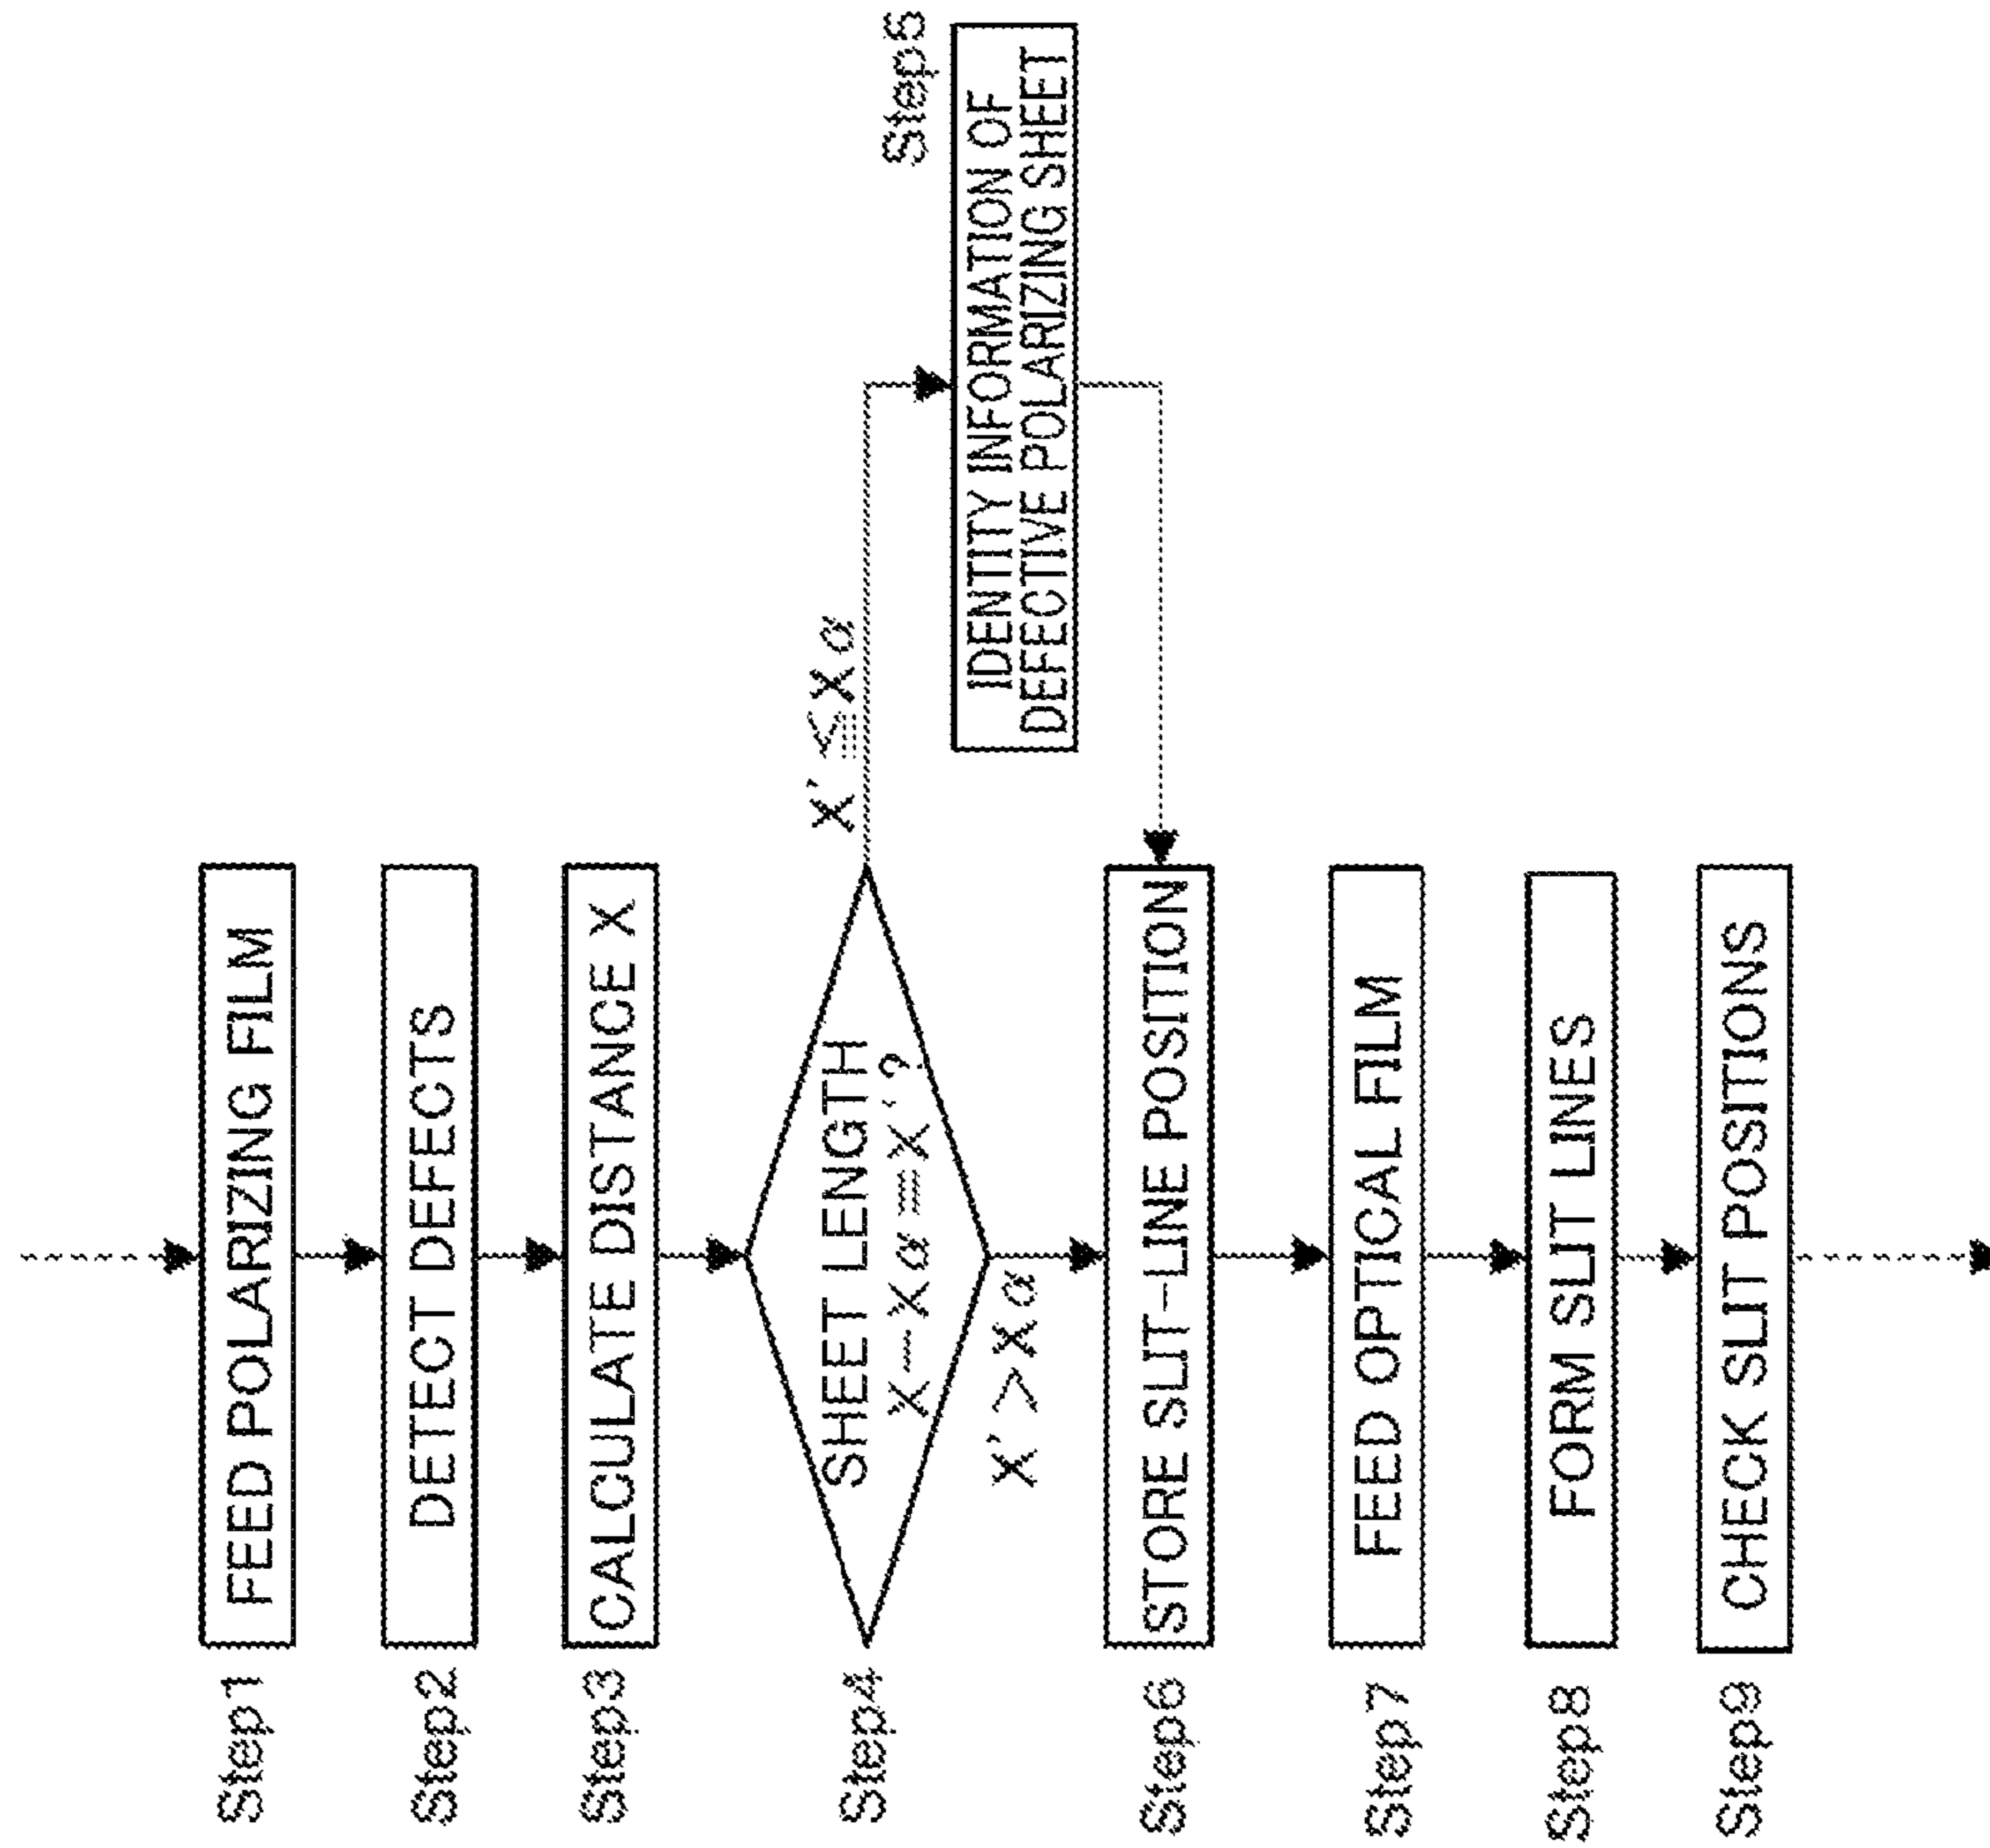 Step1
FEED POLARIZING FILM
Step2
DETECT DEFECTS
Step3
CALCULATE DISTANCE X
Step4
SHEET LENGTH
X−Xα≡X'?
X'≦Xα
X'>Xα
Step5
IDENTITY INFORMATION OF
DEFECTIVE POLARIZING SHEET
Step6
STORE SLIT−LINE POSITION
Step7
FEED OPTICAL FILM
Step8
FORM SLIT LINES
Step9
CHECK SLIT POSITIONS